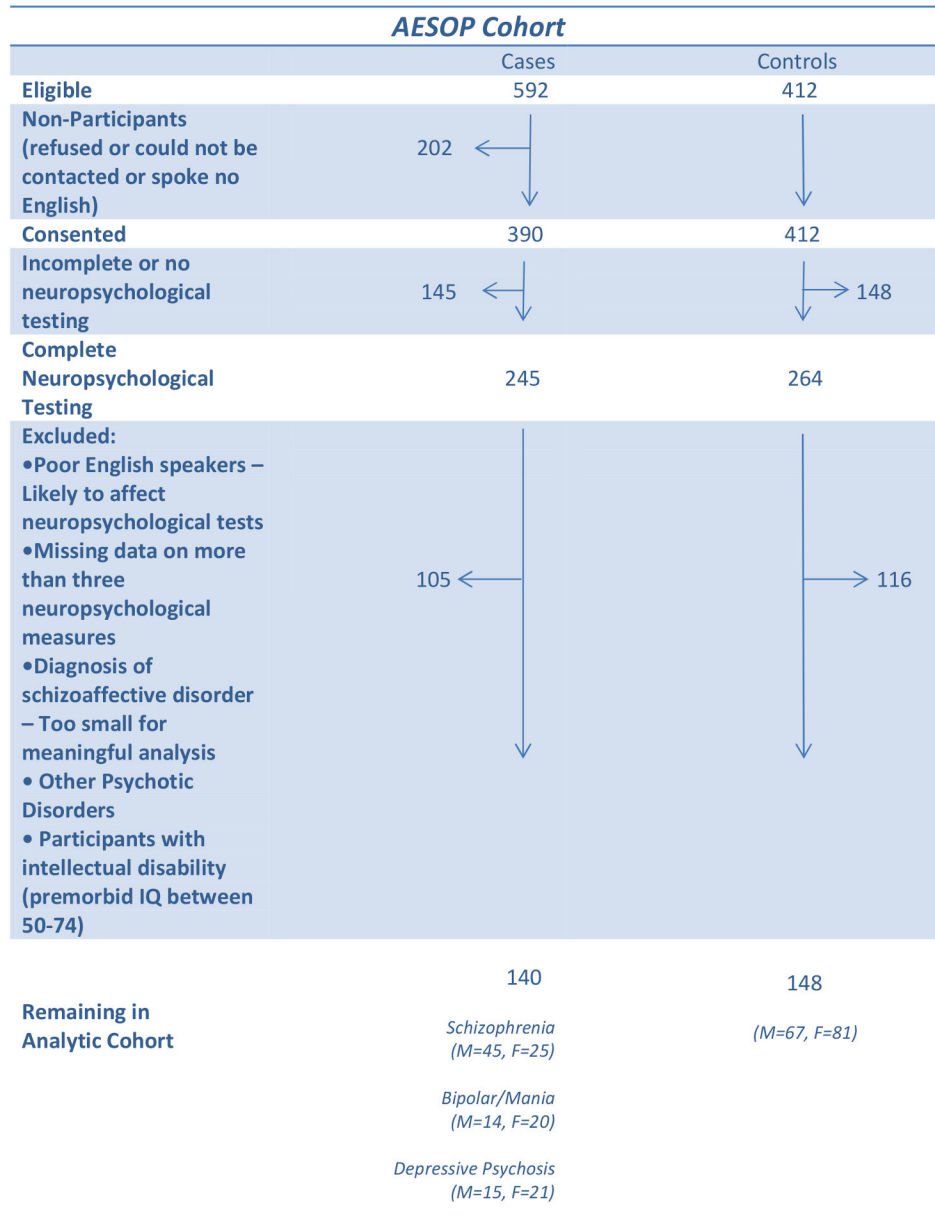 AESOP Cohort
Cases Controls
Eligible 592 412
Non-Participants
(refused or could not be
contacted or spoke no
English)
202
Consented 390 412
Incomplete or no
neuropsychological
testing
145 148
Complete
Neuropsychological
Testing
245 264
Excluded:
•Poor English speakers –
Likely to affect
neuropsychological tests
•Missing data on more
than three
neuropsychological
measures
•Diagnosis of
schizoaffective disorder
– Too small for
meaningful analysis
• Other Psychotic
Disorders
• Participants with
intellectual disability
(premorbid IQ between
50-74)
105 116
Remaining in
Analytic Cohort
140 148
Schizophrenia
(M=45, F=25)
(M=67, F=81)
Bipolar/Mania
(M=14, F=20)
Depressive Psychosis
(M=15, F=21)